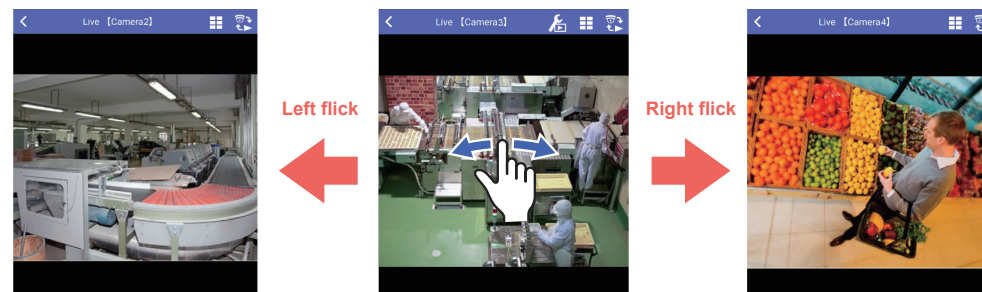 Live 【Camera2】
Left flick
Live 【Camera3】
Right flick
Live 【Camera4】